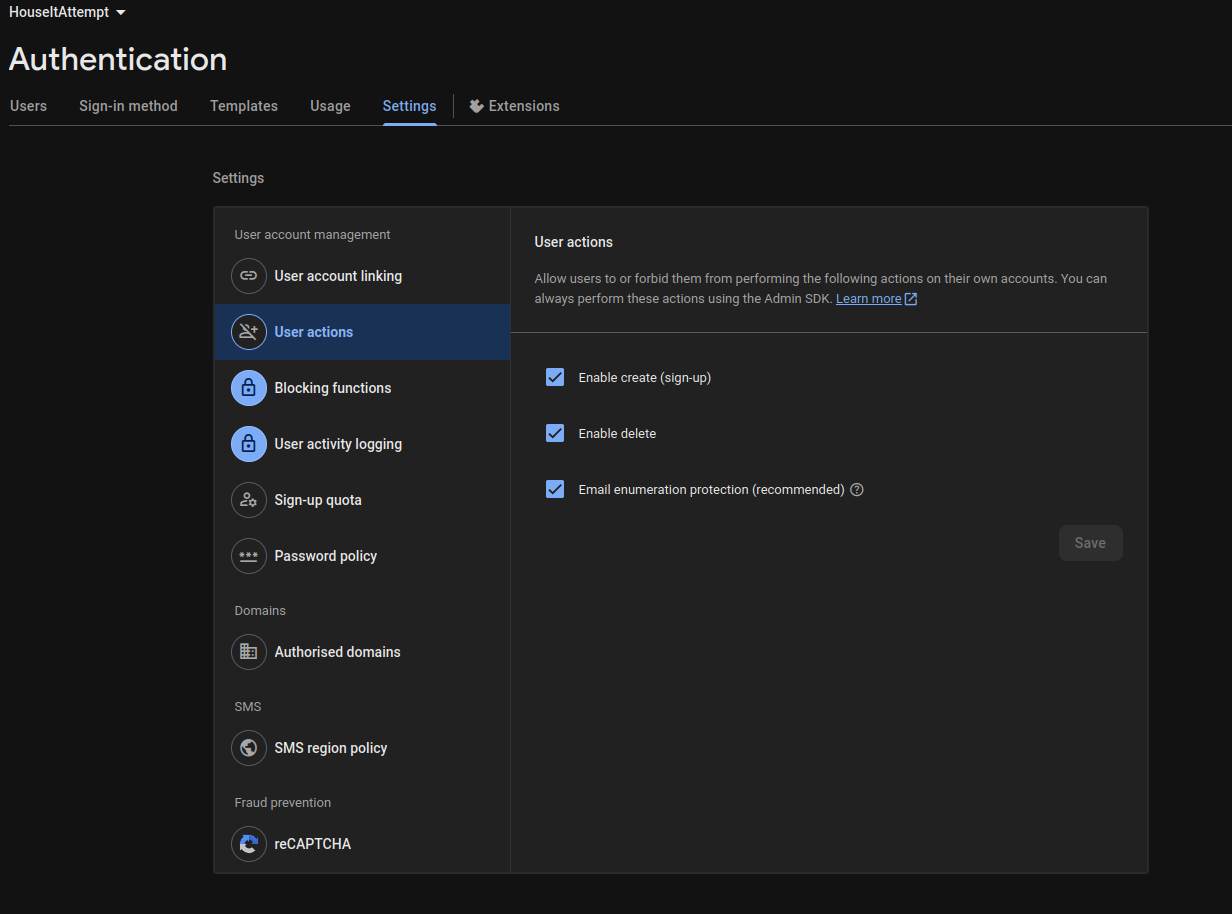 HouseItAttempt
Authentication
Users Sign-in method Templates Usage Settings Extensions
Settings
User account management
User account linking
User actions
Blocking functions
User activity logging
Sign-up quota
Password policy
Domains
Authorised domains
SMS
SMS region policy
Fraud prevention
reCAPTCHA
User actions
Allow users to or forbid them from performing the following actions on their own accounts. You can
always perform these actions using the Admin SDK. Learn more
Enable create (sign-up)
Enable delete
Email enumeration protection (recommended)
Save